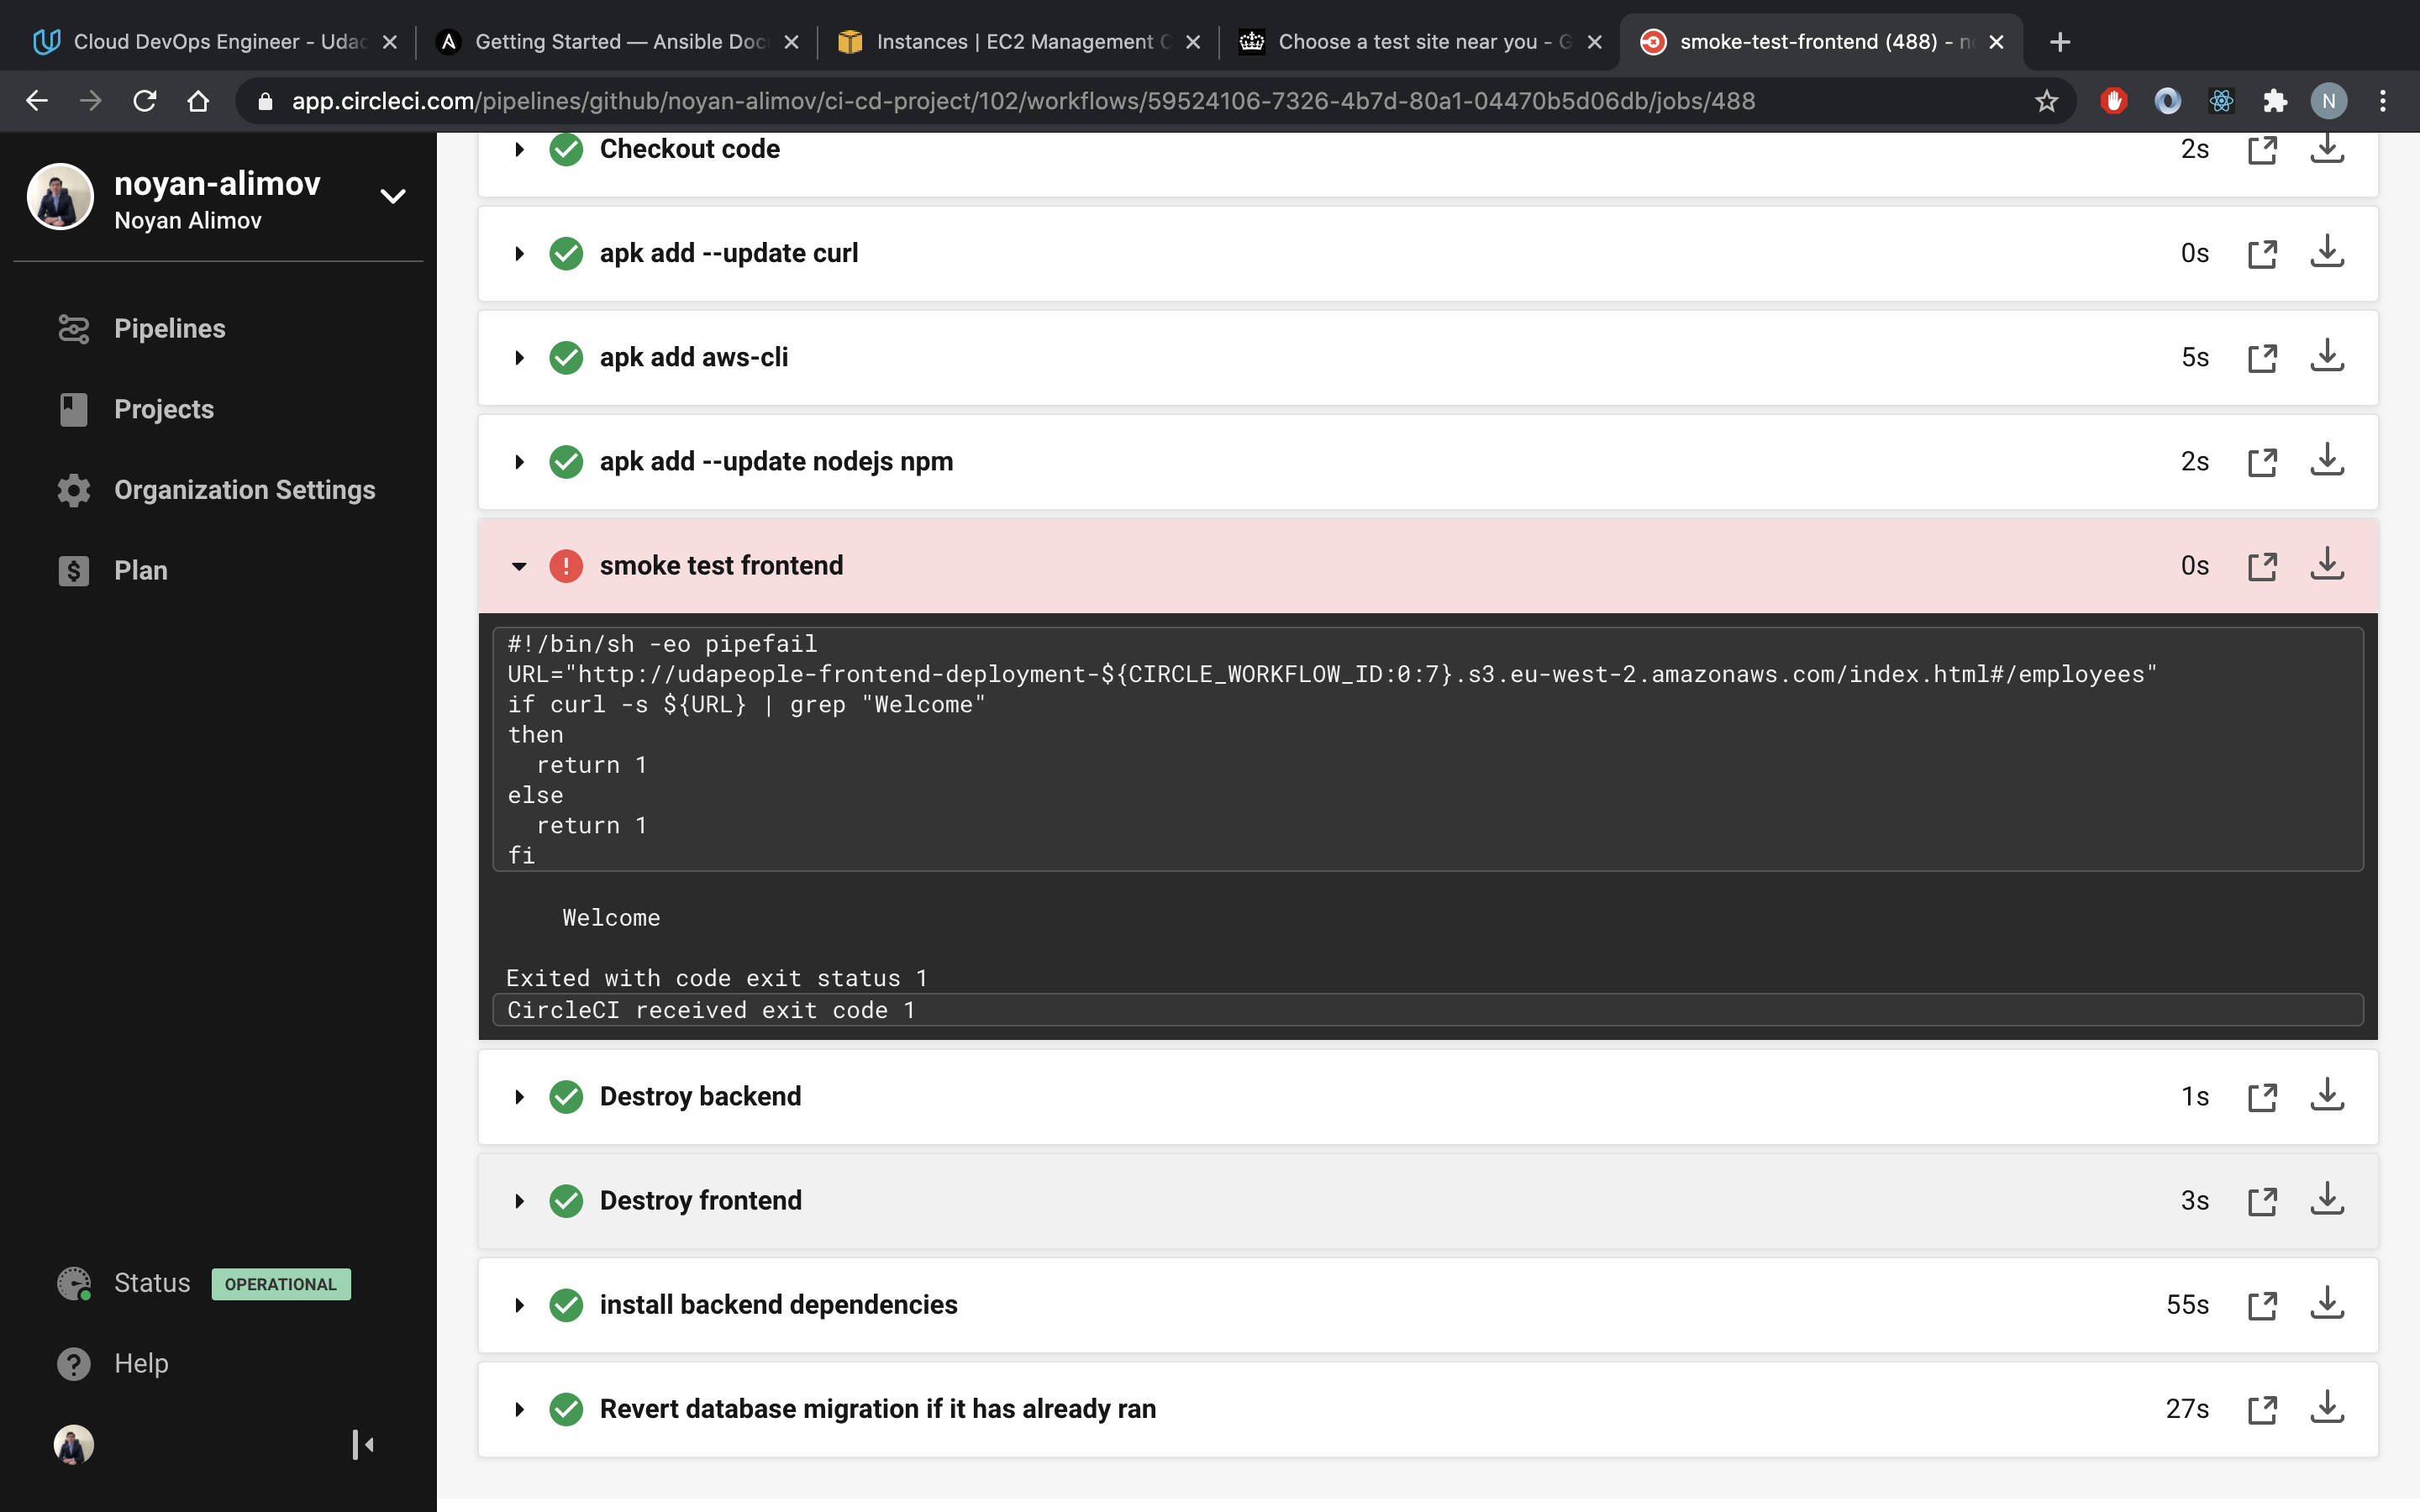 Cloud DevOps Engineer - Udac
Getting Started — Ansible Doc
Instances | EC2 Management C
Choose a test site near you - G
smoke-test-frontend (488) - n
app.circleci.com/pipelines/github/noyan-alimov/ci-cd-project/102/workflows/59524106-7326-4b7d-80a1-04470b5d06db/jobs/488
N
noyan-alimov
Noyan Alimov
Pipelines
Projects
Organization Settings
Plan
Status OPERATIONAL
Help
Checkout code 2s
apk add --update curl 0s
apk add aws-cli 5s
apk add --update nodejs npm 2s
smoke test frontend 0s
#!/bin/sh -eo pipefail
URL="http://udapeople-frontend-deployment-${CIRCLE_WORKFLOW_ID:0:7}.s3.eu-west-2.amazonaws.com/index.html#/employees"
if curl -s ${URL} | grep "Welcome"
then
  return 1
else
  return 1
fi
Welcome
Exited with code exit status 1
CircleCI received exit code 1
Destroy backend 1s
Destroy frontend 3s
install backend dependencies 55s
Revert database migration if it has already ran 27s